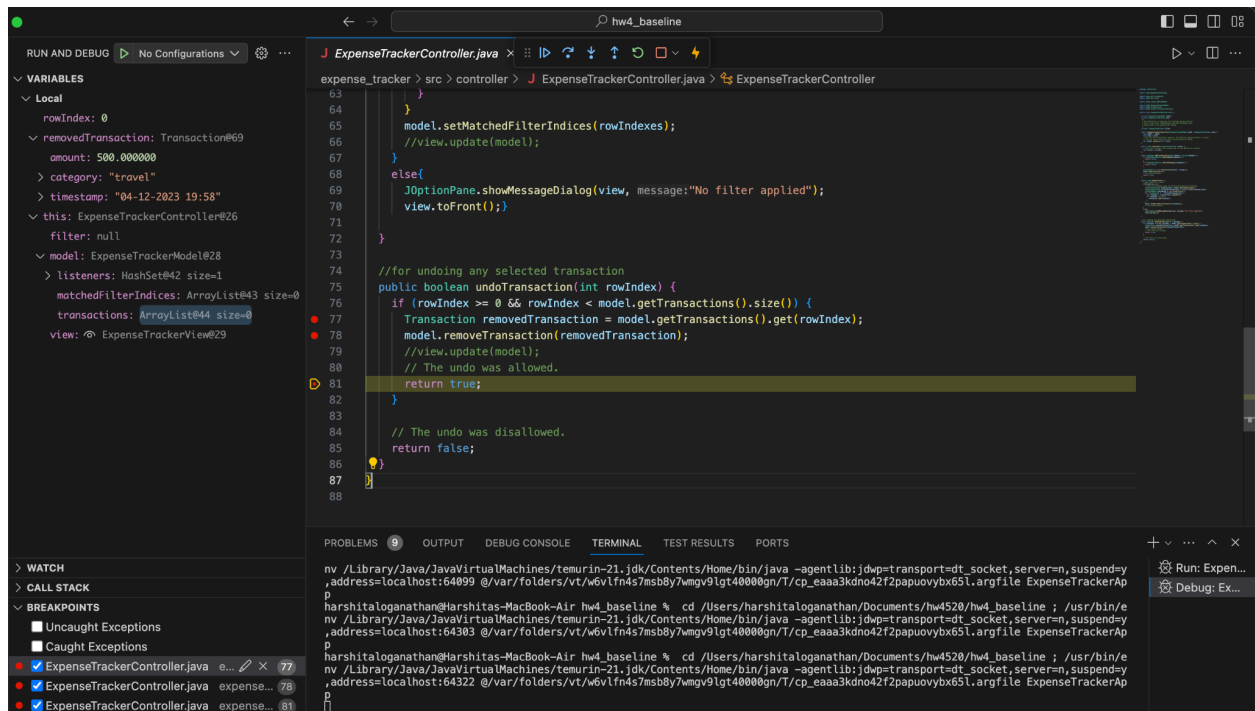 hw4_baseline
RUN AND DEBUG No Configurations
VARIABLES
Local
rowIndex: 0
removedTransaction: Transaction@69
amount: 500.000000
category: "travel"
timestamp: "04-12-2023 19:58"
this: ExpenseTrackerController@26
filter: null
model: ExpenseTrackerModel@28
listeners: HashSet@42 size=1
matchedFilterIndices: ArrayList@43 size=0
transactions: ArrayList@44 size=0
view: ExpenseTrackerView@29
WATCH
CALL STACK
BREAKPOINTS
Uncaught Exceptions
Caught Exceptions
ExpenseTrackerController.java e... 77
ExpenseTrackerController.java expense... 78
ExpenseTrackerController.java expense... 81
J ExpenseTrackerController.java
expense_tracker > src > controller > J ExpenseTrackerController.java > ExpenseTrackerController
63 }
64 }
65 model.setMatchedFilterIndices(rowIndexes);
66 //view.update(model);
67 }
68 else{
69 JOptionPane.showMessageDialog(view, message:"No filter applied");
70 view.toFront();}
71
72 }
73
74 //for undoing any selected transaction
75 public boolean undoTransaction(int rowIndex) {
76 if (rowIndex >= 0 && rowIndex < model.getTransactions().size()) {
77 Transaction removedTransaction = model.getTransactions().get(rowIndex);
78 model.removeTransaction(removedTransaction);
79 //view.update(model);
80 // The undo was allowed.
81 return true;
82 }
83
84 // The undo was disallowed.
85 return false;
86 }
87 }
88
PROBLEMS 9 OUTPUT DEBUG CONSOLE TERMINAL TEST RESULTS PORTS
nv /Library/Java/JavaVirtualMachines/temurin-21.jdk/Contents/Home/bin/java -agentlib:jdwp=transport=dt_socket,server=n,suspend=y
,address=localhost:64099 @/var/folders/vt/w6vlfn4s7msb8y7wmgv9lgt40000gn/T/cp_eaaa3kdno42f2papuovybx65l.argfile ExpenseTrackerAp
p
harshitaloganathan@Harshitas-MacBook-Air hw4_baseline % cd /Users/harshitaloganathan/Documents/hw4520/hw4_baseline ; /usr/bin/e
nv /Library/Java/JavaVirtualMachines/temurin-21.jdk/Contents/Home/bin/java -agentlib:jdwp=transport=dt_socket,server=n,suspend=y
,address=localhost:64303 @/var/folders/vt/w6vlfn4s7msb8y7wmgv9lgt40000gn/T/cp_eaaa3kdno42f2papuovybx65l.argfile ExpenseTrackerAp
p
harshitaloganathan@Harshitas-MacBook-Air hw4_baseline % cd /Users/harshitaloganathan/Documents/hw4520/hw4_baseline ; /usr/bin/e
nv /Library/Java/JavaVirtualMachines/temurin-21.jdk/Contents/Home/bin/java -agentlib:jdwp=transport=dt_socket,server=n,suspend=y
,address=localhost:64322 @/var/folders/vt/w6vlfn4s7msb8y7wmgv9lgt40000gn/T/cp_eaaa3kdno42f2papuovybx65l.argfile ExpenseTrackerAp
p
Run: Expen...
Debug: Ex...